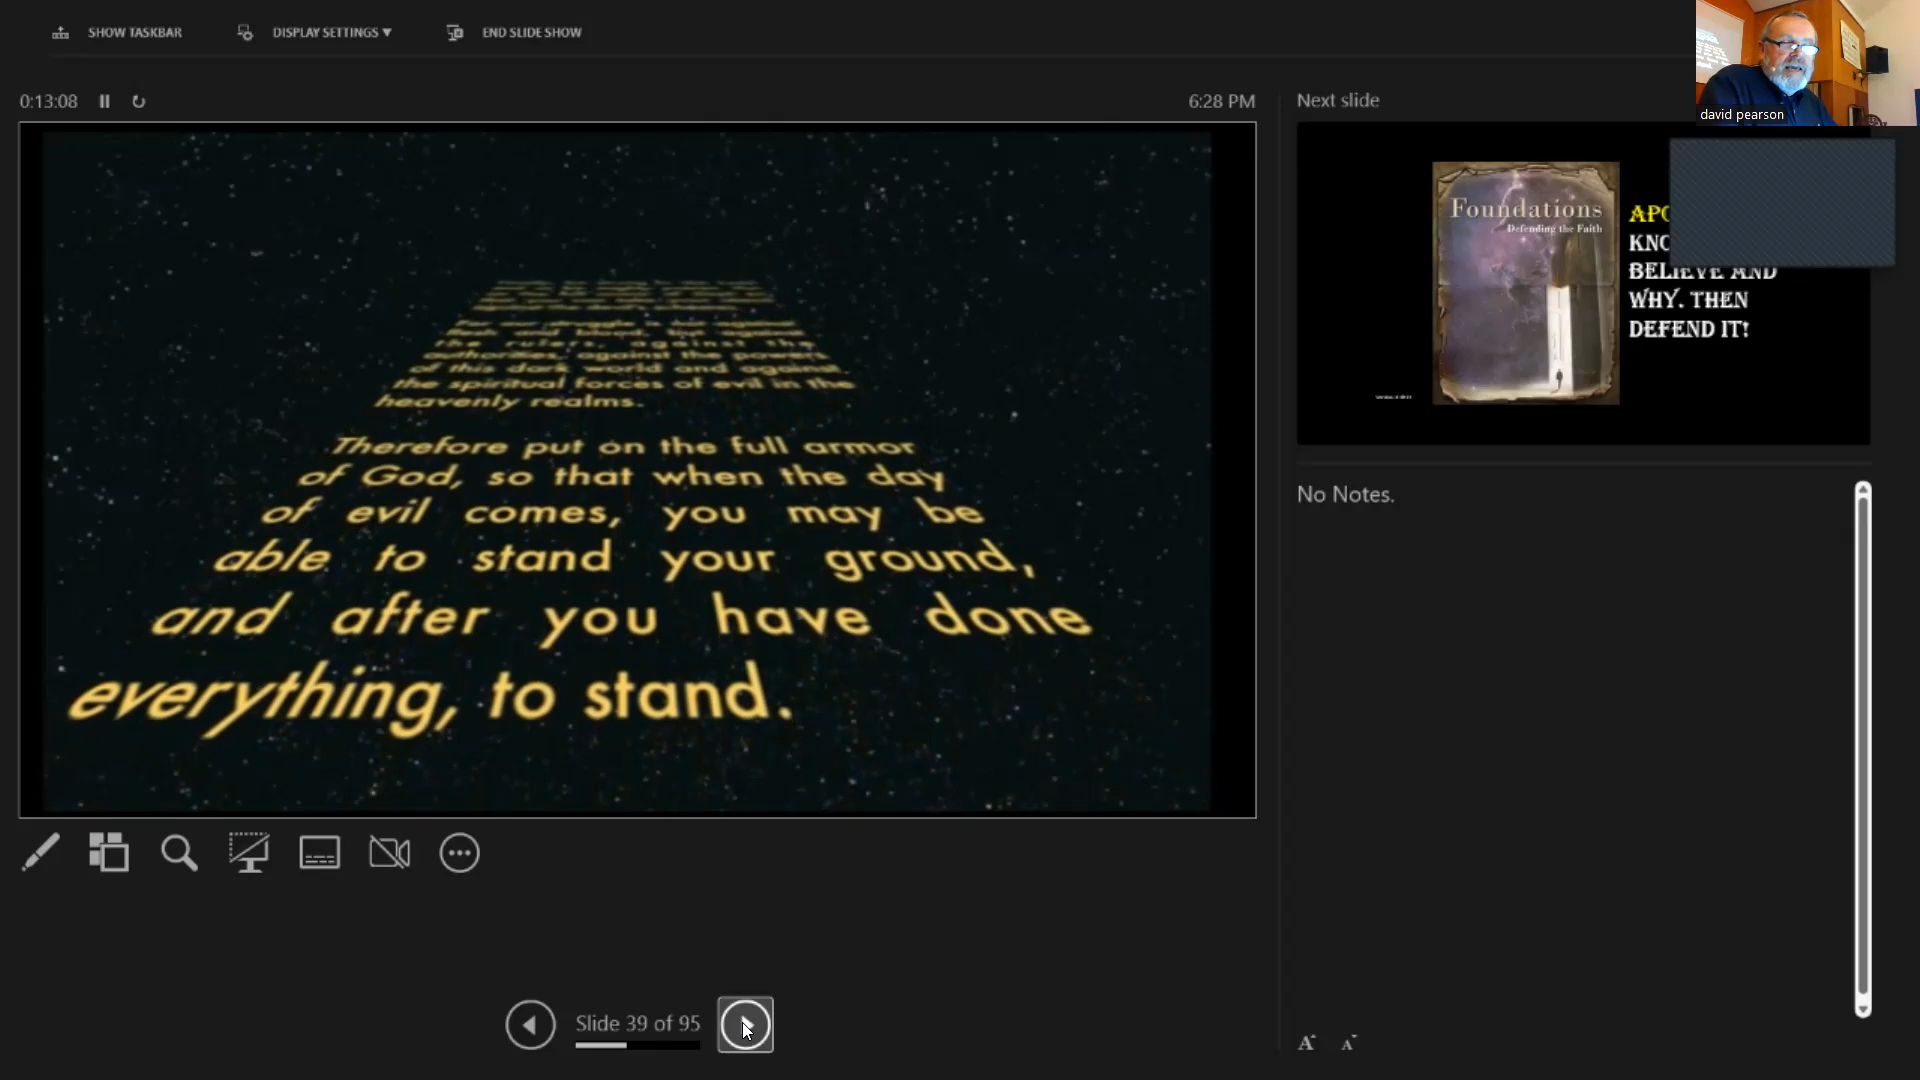 SHOW TASKBAR
DISPLAY SETTINGS ▼
END SLIDE SHOW
0:13:08
6:28 PM
Next slide
david pearson
For our struggle is not against
flesh and blood, but against
the rulers, against the
authorities, against the powers
of this dark world and against
the spiritual forces of evil in the
heavenly realms.
Therefore put on the full armor
of God, so that when the day
of evil comes, you may be
able to stand your ground,
and after you have done
everything, to stand.
Foundations
Defending the Faith
BELIEVE AND
WHY. THEN
DEFEND IT!
No Notes.
Slide 39 of 95
A A